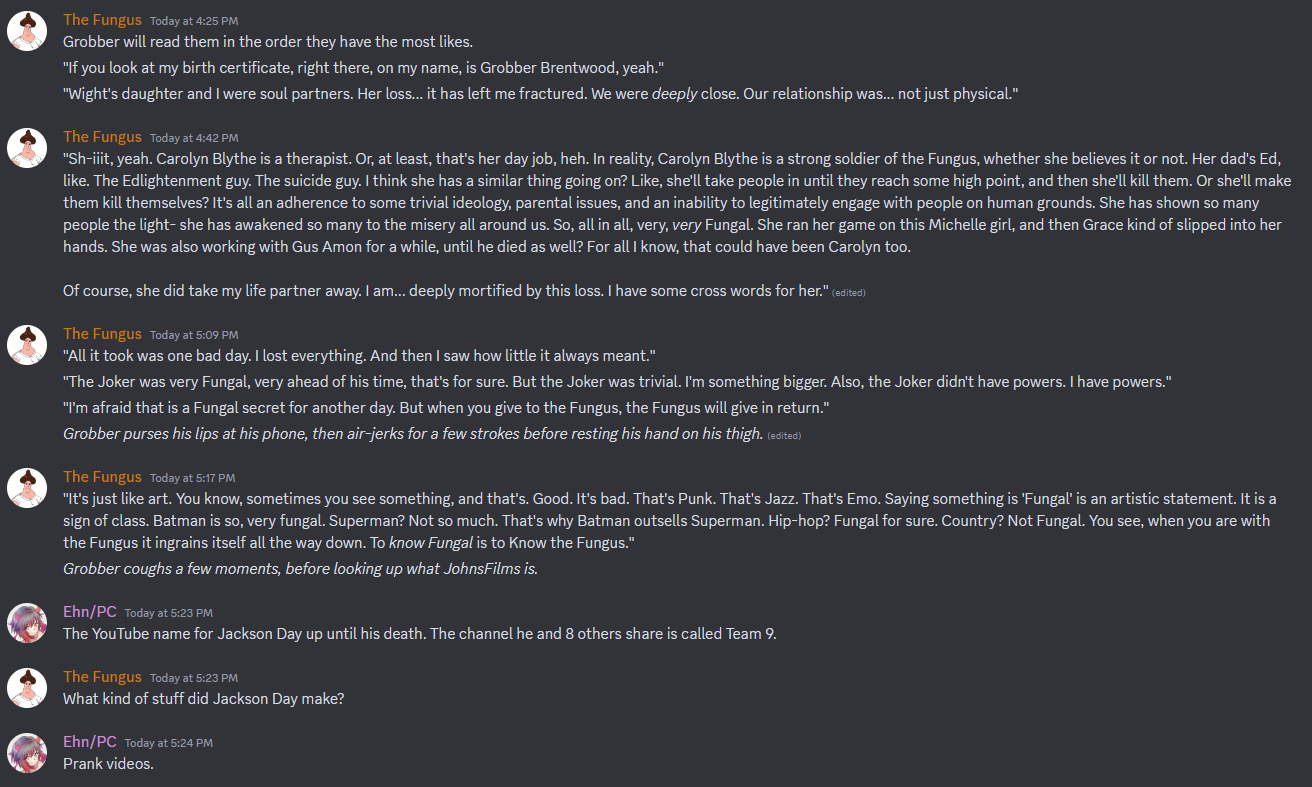 The Fungus Today at 4:25 PM
Grobber will read them in the order they have the most likes.
"If you look at my birth certificate, right there, on my name, is Grobber Brentwood, yeah."
"Wight's daughter and I were soul partners. Her loss... it has left me fractured. We were deeply close. Our relationship was... not just physical."
The Fungus Today at 4:42 PM
"Sh-iiit, yeah. Carolyn Blythe is a therapist. Or, at least, that's her day job, heh. In reality, Carolyn Blythe is a strong soldier of the Fungus, whether she believes it or not. Her dad's Ed,
like. The Edlightenment guy. The suicide guy. I think she has a similar thing going on? Like, she'll take people in until they reach some high point, and then she'll kill them. Or she'll make
them kill themselves? It's all an adherence to some trivial ideology, parental issues, and an inability to legitimately engage with people on human grounds. She has shown so many
people the light- she has awakened so many to the misery all around us. So, all in all, very, very Fungal. She ran her game on this Michelle girl, and then Grace kind of slipped into her
hands. She was also working with Gus Amon for a while, until he died as well? For all I know, that could have been Carolyn too.
Of course, she did take my life partner away. I am... deeply mortified by this loss. I have some cross words for her." (edited)
The Fungus Today at 5:09 PM
"All it took was one bad day. I lost everything. And then I saw how little it always meant."
"The Joker was very Fungal, very ahead of his time, that's for sure. But the Joker was trivial. I'm something bigger. Also, the Joker didn't have powers. I have powers."
"I'm afraid that is a Fungal secret for another day. But when you give to the Fungus, the Fungus will give in return."
Grobber purses his lips at his phone, then air-jerks for a few strokes before resting his hand on his thigh. (edited)
The Fungus Today at 5:17 PM
"It's just like art. You know, sometimes you see something, and that's. Good. It's bad. That's Punk. That's Jazz. That's Emo. Saying something is 'Fungal' is an artistic statement. It is a
sign of class. Batman is so, very fungal. Superman? Not so much. That's why Batman outsells Superman. Hip-hop? Fungal for sure. Country? Not Fungal. You see, when you are with
the Fungus it ingrains itself all the way down. To know Fungal is to Know the Fungus."
Grobber coughs a few moments, before looking up what JohnsFilms is.
Ehn/PC Today at 5:23 PM
The YouTube name for Jackson Day up until his death. The channel he and 8 others share is called Team 9.
The Fungus Today at 5:23 PM
What kind of stuff did Jackson Day make?
Ehn/PC Today at 5:24 PM
Prank videos.